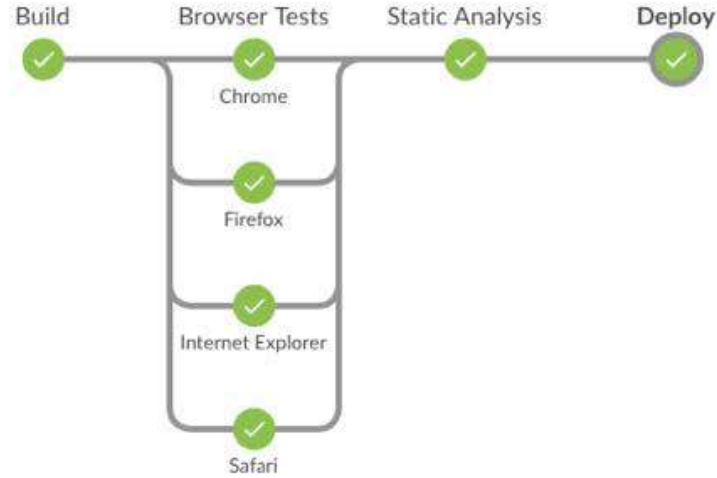 Build
Browser Tests
Static Analysis
Deploy
Chrome
Firefox
Internet Explorer
Safari